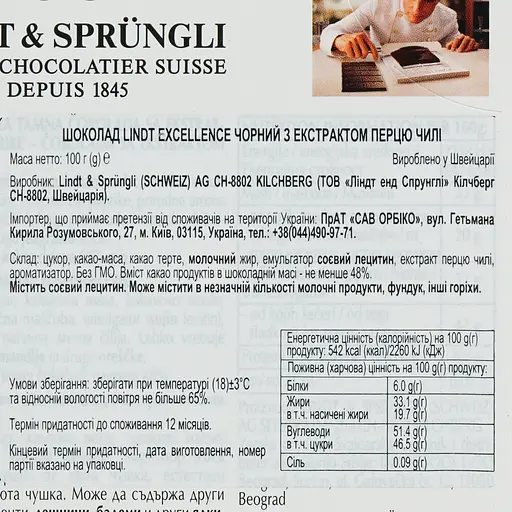 T & SPRÜNGLI
CHOCOLATIER SUISSE
DEPUIS 1845
ШОКОЛАД LINDT EXCELLENCE ЧОРНИЙ З ЕКСТРАКТОМ ПЕРЦЮ ЧИЛІ
Маса нетто: 100 г (g) ℮ Вироблено у Швейцарії
Виробник: Lindt & Sprüngli (SCHWEIZ) AG CH-8802 KILCHBERG (ТОВ «Ліндт енд Спрунглі» Кілчберг
CH-8802, Швейцарія).
Імпортер, що приймає претензії від споживачів на території України: ПрАТ «САВ ОРБІКО», вул. Гетьмана
Кирила Розумовського, 27, м. Київ, 03115, Україна, тел.: +38(044)490-97-71.
Склад: цукор, какао-маса, какао терте, молочний жир, емульгатор соєвий лецитин, екстракт перцю чилі,
ароматизатор. Без ГМО. Вміст какао продуктів в шоколадній масі - не менше 48%.
Містить соєвий лецитин. Може містити в незначній кількості молочні продукти, фундук, інші горіхи.
Енергетична цінність (калорійність) на 100 g(г)
продукту: 542 kcal (ккал)/2260 kJ (кДж)
Поживна (харчова) цінність на 100 g(г) продукту:
Білки 6.0 g(г)
Жири 33.1 g(г)
в т.ч. насичені жири 19.7 g(г)
Вуглеводи 51.4 g(г)
в т.ч. цукри 46.5 g(г)
Сіль 0.09 g(г)
Умови зберігання: зберігати при температурі (18)±3°С
та відносній вологості повітря не більше 65%.
Термін придатності до споживання 12 місяців.
Кінцевий термін придатності, дата виготовлення, номер
партії вказано на упаковці.
ота чушка. Може да съдържа други
Beograd